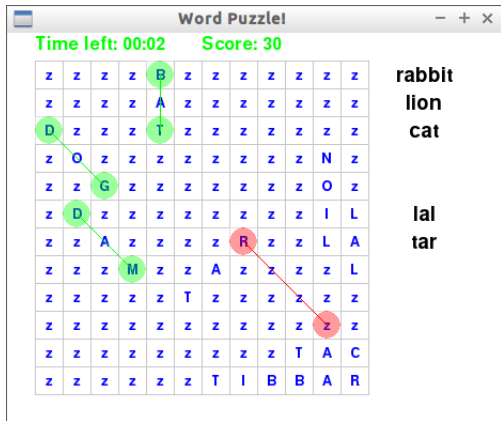 Word Puzzle!
Time left: 00:02 Score: 30
z z z z B z z z z z z z rabbit
z z z z A z z z z z z z lion
D z z z T z z z z z z z cat
z O z z z z z z z z N z
z z G z z z z z z z O z
z D z z z z z z z z I L lal
z z A z z z z R z z L A tar
z z z M z z A z z z z L
z z z z z T z z z z z z
z z z z z z z z z z z z
z z z z z z z z z T A C
z z z z z z T I B B A R